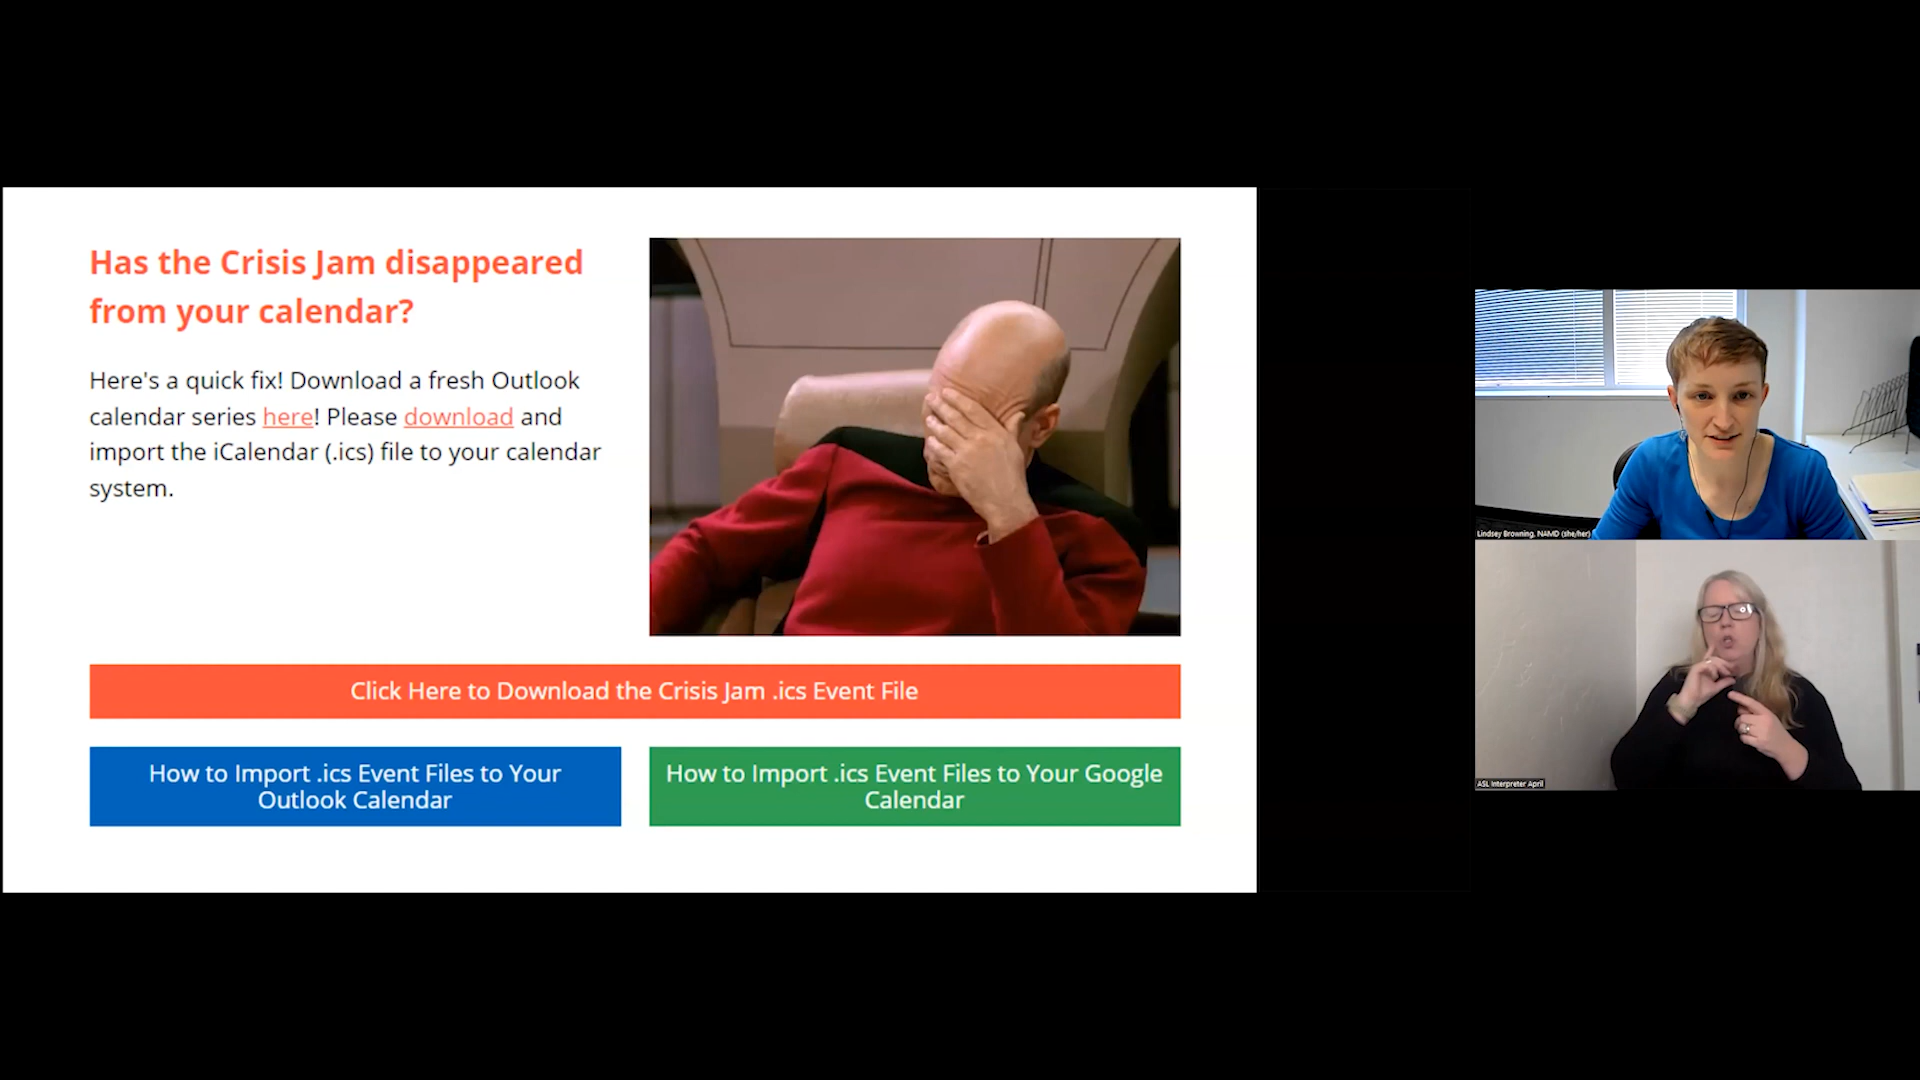 Has the Crisis Jam disappeared
from your calendar?
Here's a quick fix! Download a fresh Outlook
calendar series here! Please download and
import the iCalendar (.ics) file to your calendar
system.
Click Here to Download the Crisis Jam .ics Event File
How to Import .ics Event Files to Your
Outlook Calendar
How to Import .ics Event Files to Your Google
Calendar
Lindsey Browning, NAMD (she/her)
ASL Interpreter April